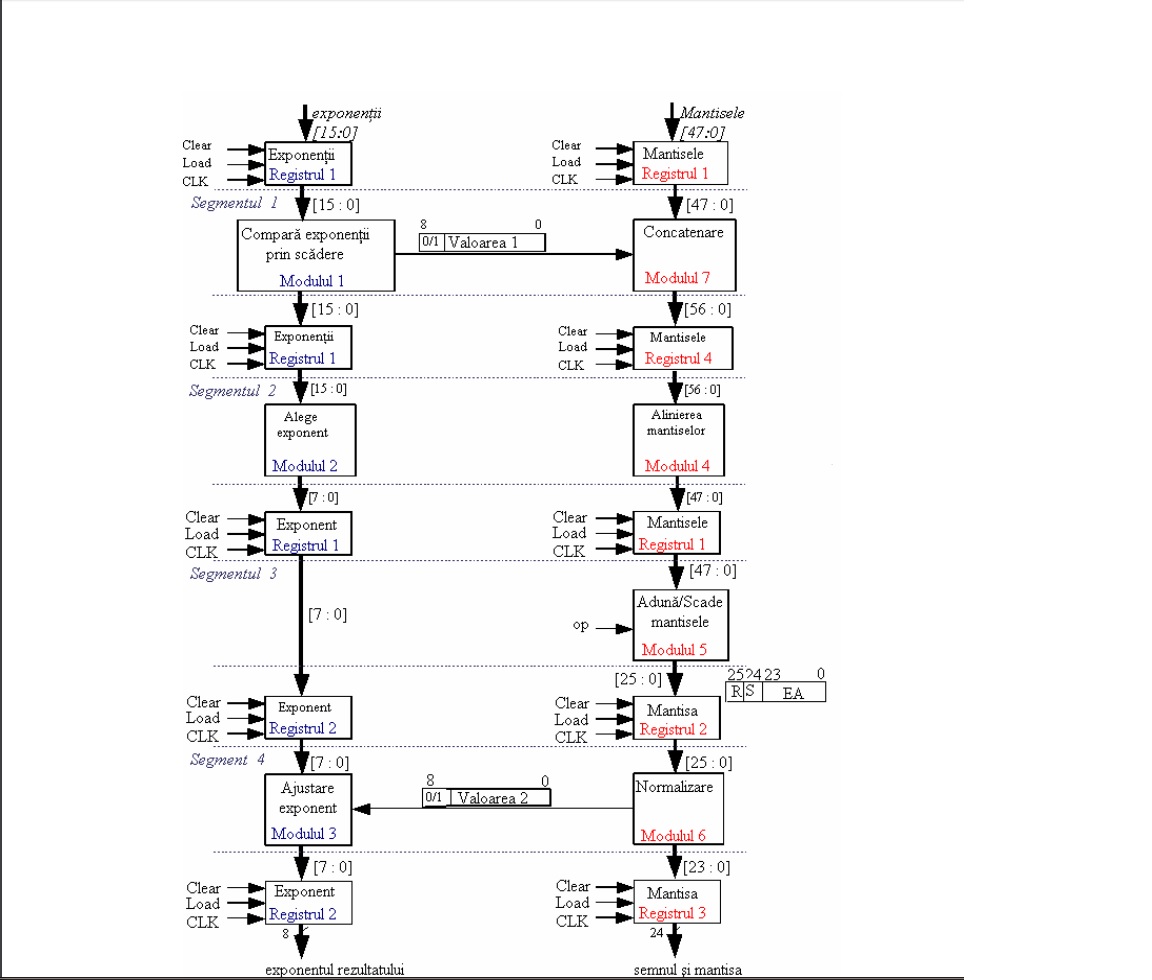 exponenții
[15:0]
Mantisele
[47:0]
Clear
Load
CLK
Exponenții
Registrul 1
Clear
Load
CLK
Mantisele
Registrul 1
Segmentul 1
[15 : 0]
[47 : 0]
Compară exponenții
prin scădere
Modulul 1
8 0
0/1 Valoarea 1
Concatenare
Modulul 7
[15 : 0]
[56 : 0]
Clear
Load
CLK
Exponenții
Registrul 1
Clear
Load
CLK
Mantisele
Registrul 4
Segmentul 2
[15 : 0]
[56 : 0]
Alege
exponent
Modulul 2
Alinierea
mantiselor
Modulul 4
[7 : 0]
[47 : 0]
Clear
Load
CLK
Exponent
Registrul 1
Clear
Load
CLK
Mantisele
Registrul 1
Segmentul 3
[47 : 0]
[7 : 0]
op
Adună/Scade
mantisele
Modulul 5
[25 : 0]
25 24 23 0
R S EA
Clear
Load
CLK
Exponent
Registrul 2
Clear
Load
CLK
Mantisa
Registrul 2
Segment 4
[7 : 0]
[25 : 0]
Ajustare
exponent
Modulul 3
8 0
0/1 Valoarea 2
Normalizare
Modulul 6
[7 : 0]
[23 : 0]
Clear
Load
CLK
Exponent
Registrul 2
Clear
Load
CLK
Mantisa
Registrul 3
8
24
exponentul rezultatului
semnul și mantisa